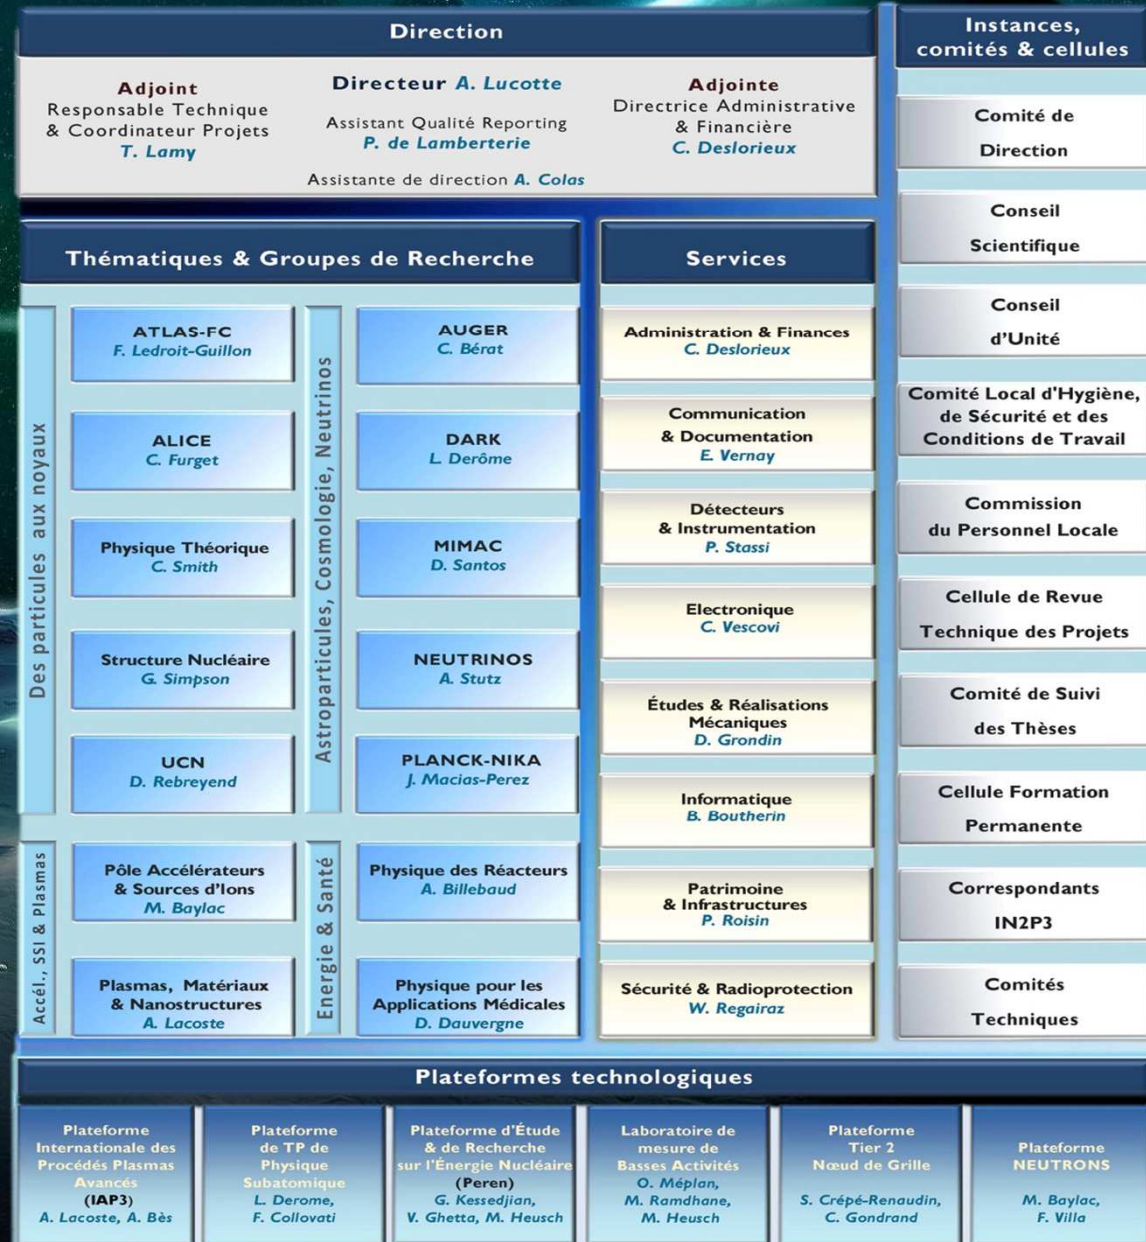 Direction
Adjoint
Responsable Technique
& Coordinateur Projets
T. Lamy
Directeur A. Lucotte
Assistant Qualité Reporting
P. de Lamberterie
Assistante de direction A. Colas
Adjointe
Directrice Administrative
& Financière
C. Deslorieux
Thématiques & Groupes de Recherche
Des particules aux noyaux
ATLAS-FC
F. Ledroit-Guillon
ALICE
C. Furget
Physique Théorique
C. Smith
Structure Nucléaire
G. Simpson
UCN
D. Rebreyend
Astroparticules, Cosmologie, Neutrinos
AUGER
C. Bérat
DARK
L. Derôme
MIMAC
D. Santos
NEUTRINOS
A. Stutz
PLANCK-NIKA
J. Macias-Perez
Accél., SSI & Plasmas
Pôle Accélérateurs
& Sources d'Ions
M. Baylac
Plasmas, Matériaux
& Nanostructures
A. Lacoste
Energie & Santé
Physique des Réacteurs
A. Billebaud
Physique pour les
Applications Médicales
D. Dauvergne
Services
Administration & Finances
C. Deslorieux
Communication
& Documentation
E. Vernay
Détecteurs
& Instrumentation
P. Stassi
Electronique
C. Vescovi
Études & Réalisations
Mécaniques
D. Grondin
Informatique
B. Boutherin
Patrimoine
& Infrastructures
P. Roisin
Sécurité & Radioprotection
W. Regairaz
Instances,
comités & cellules
Comité de
Direction
Conseil
Scientifique
Conseil
d'Unité
Comité Local d'Hygiène,
de Sécurité et des
Conditions de Travail
Commission
du Personnel Locale
Cellule de Revue
Technique des Projets
Comité de Suivi
des Thèses
Cellule Formation
Permanente
Correspondants
IN2P3
Comités
Techniques
Plateformes technologiques
Plateforme
Internationale des
Procédés Plasmas
Avancés
(IAP3)
A. Lacoste, A. Bès
Plateforme
de TP de
Physique
Subatomique
L. Derome,
F. Collovati
Plateforme d'Étude
& de Recherche
sur l'Énergie Nucléaire
(Peren)
G. Kessedjian,
V. Ghetta, M. Heusch
Laboratoire de
mesure de
Basses Activités
O. Méplan,
M. Ramdhane,
M. Heusch
Plateforme
Tier 2
Nœud de Grille
S. Crépé-Renaudin,
C. Gondrand
Plateforme
NEUTRONS
M. Baylac,
F. Villa